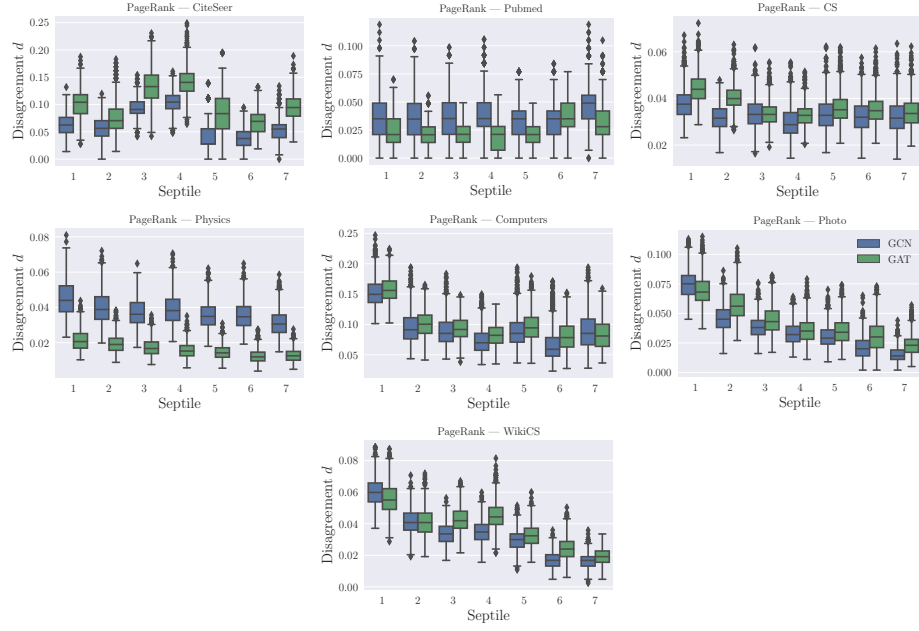 PageRank — CiteSeer
Disagreement d
0.25
0.20
0.15
0.10
0.05
0.00
1 2 3 4 5 6 7
Septile
PageRank — Pubmed
Disagreement d
0.100
0.075
0.050
0.025
0.000
1 2 3 4 5 6 7
Septile
PageRank — CS
Disagreement d
0.06
0.04
0.02
1 2 3 4 5 6 7
Septile
PageRank — Physics
Disagreement d
0.08
0.06
0.04
0.02
1 2 3 4 5 6 7
Septile
PageRank — Computers
Disagreement d
0.25
0.20
0.15
0.10
0.05
1 2 3 4 5 6 7
Septile
PageRank — Photo
Disagreement d
0.100
0.075
0.050
0.025
0.000
GCN
GAT
1 2 3 4 5 6 7
Septile
PageRank — WikiCS
Disagreement d
0.08
0.06
0.04
0.02
0.00
1 2 3 4 5 6 7
Septile